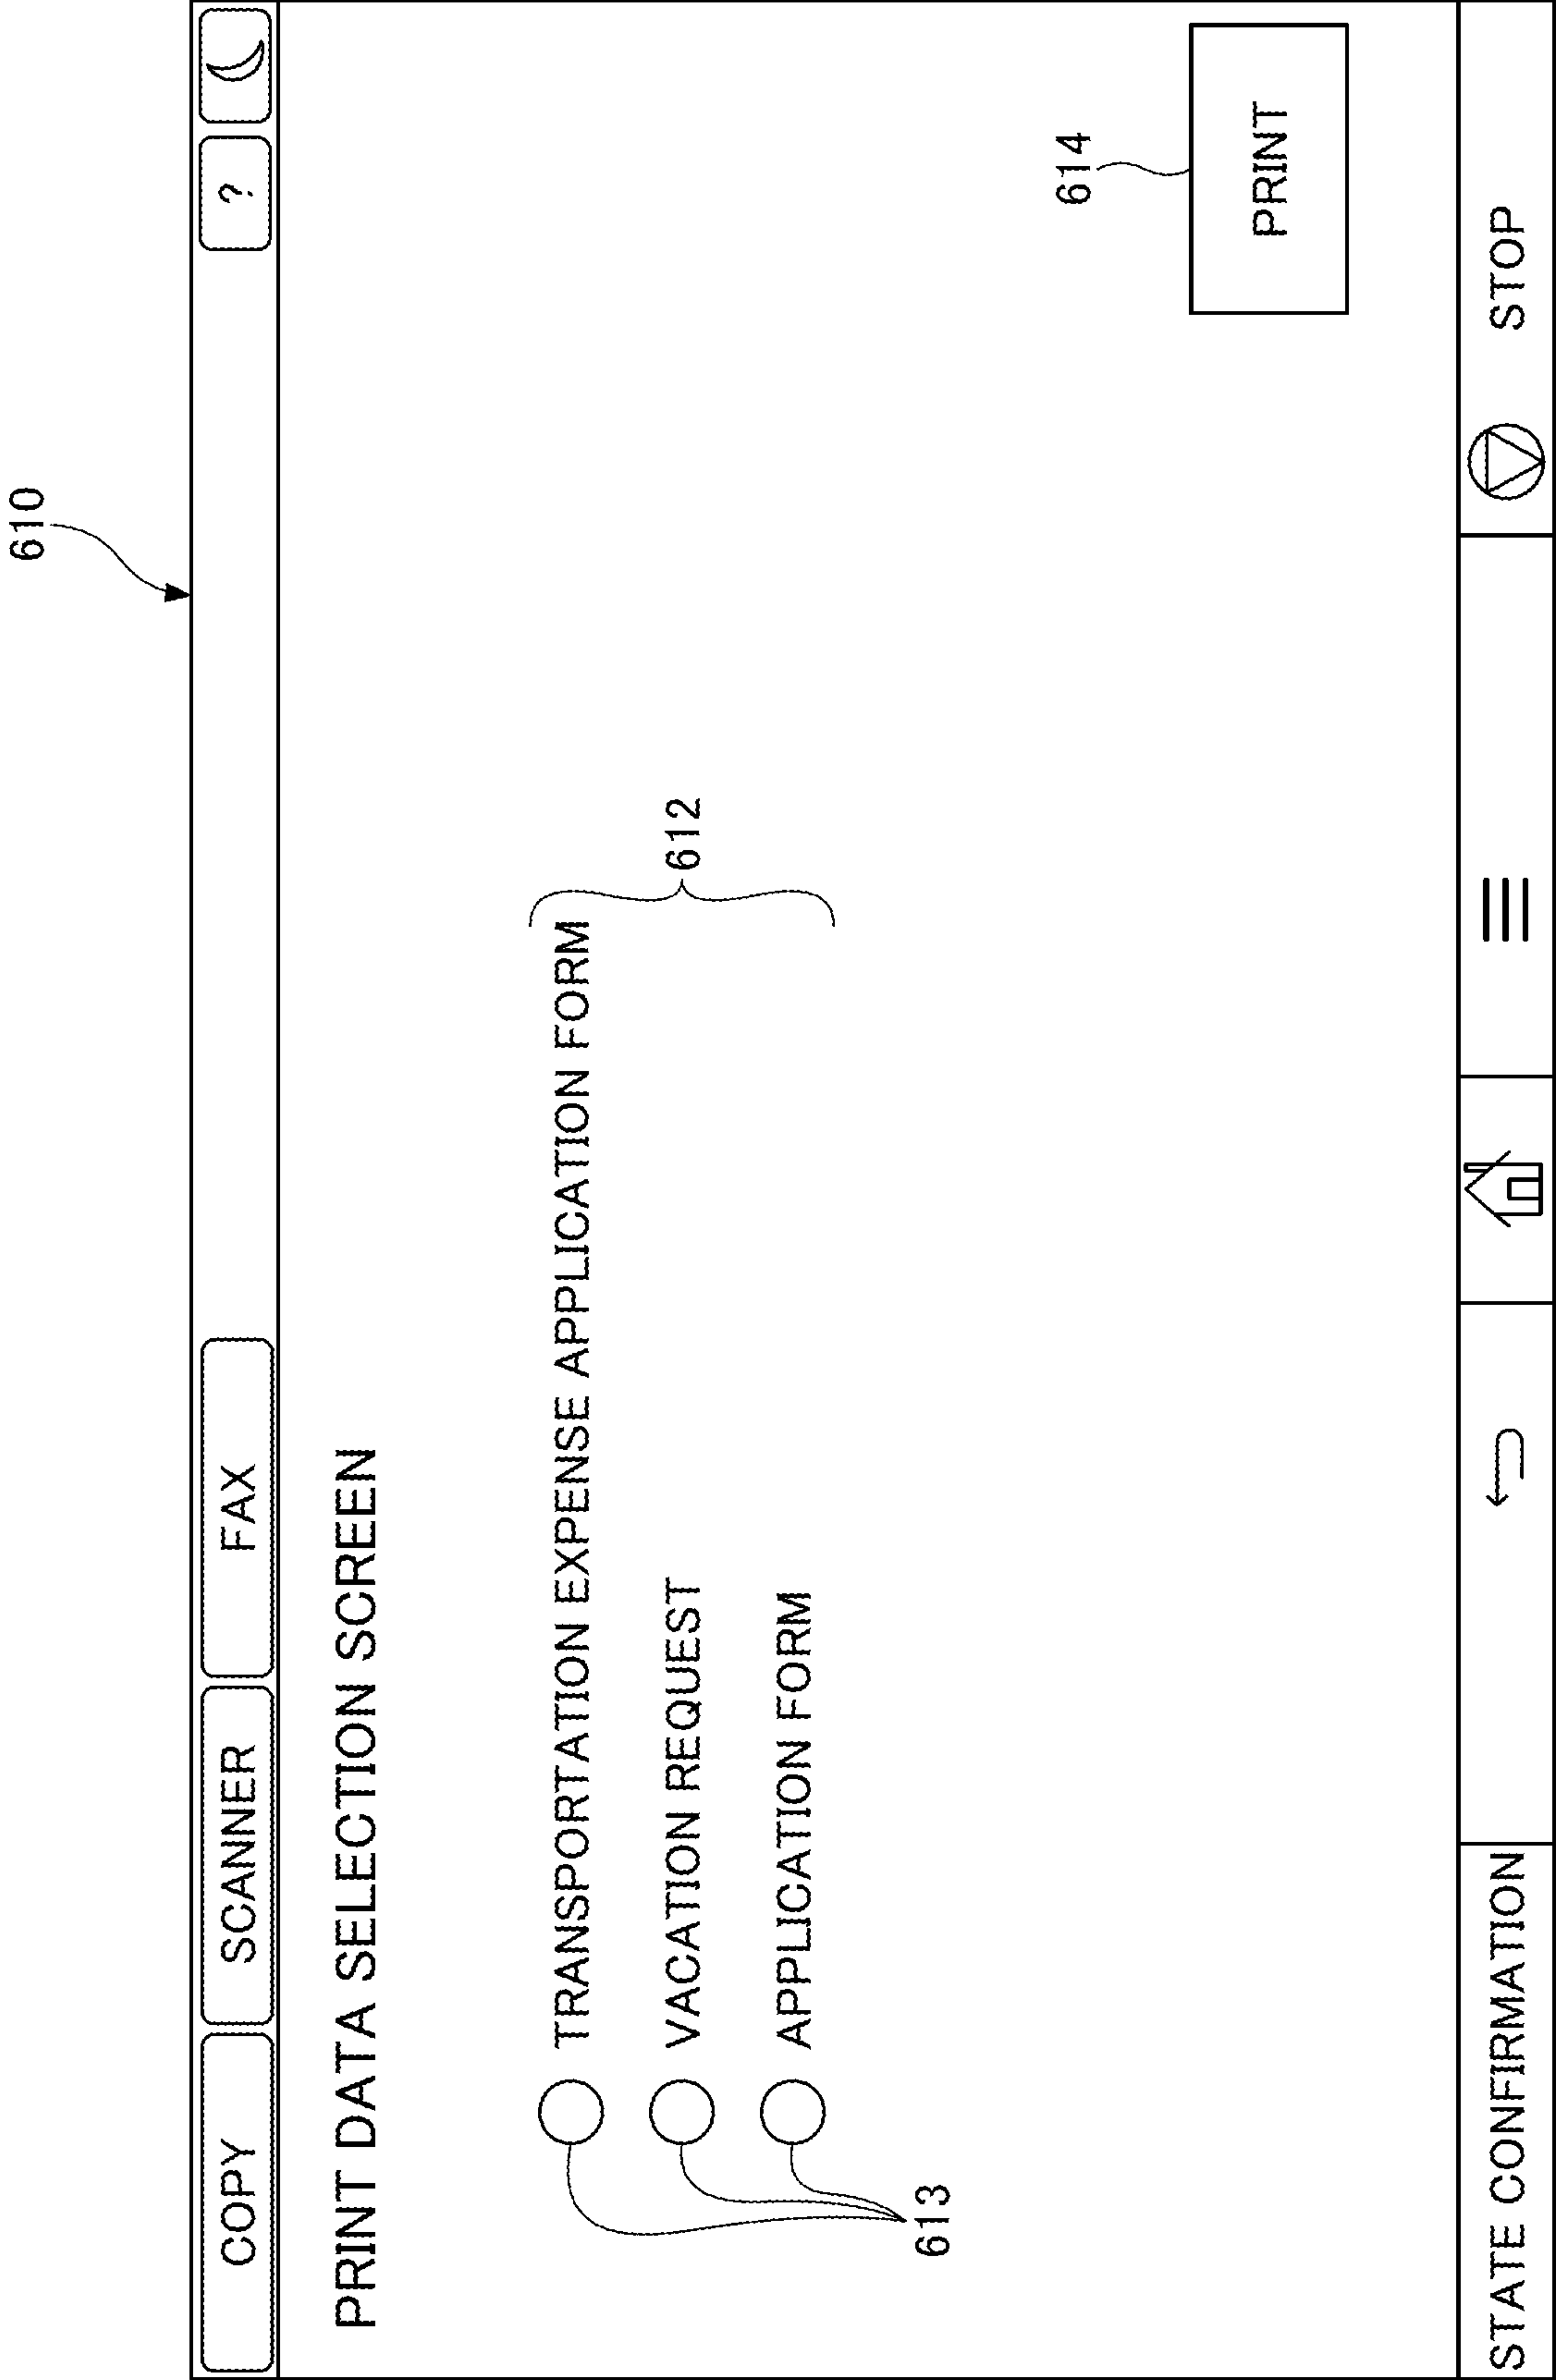 610
COPY SCANNER FAX ?
PRINT DATA SELECTION SCREEN
TRANSPORTATION EXPENSE APPLICATION FORM
VACATION REQUEST 612
APPLICATION FORM
613
614
PRINT
STATE CONFIRMATION STOP